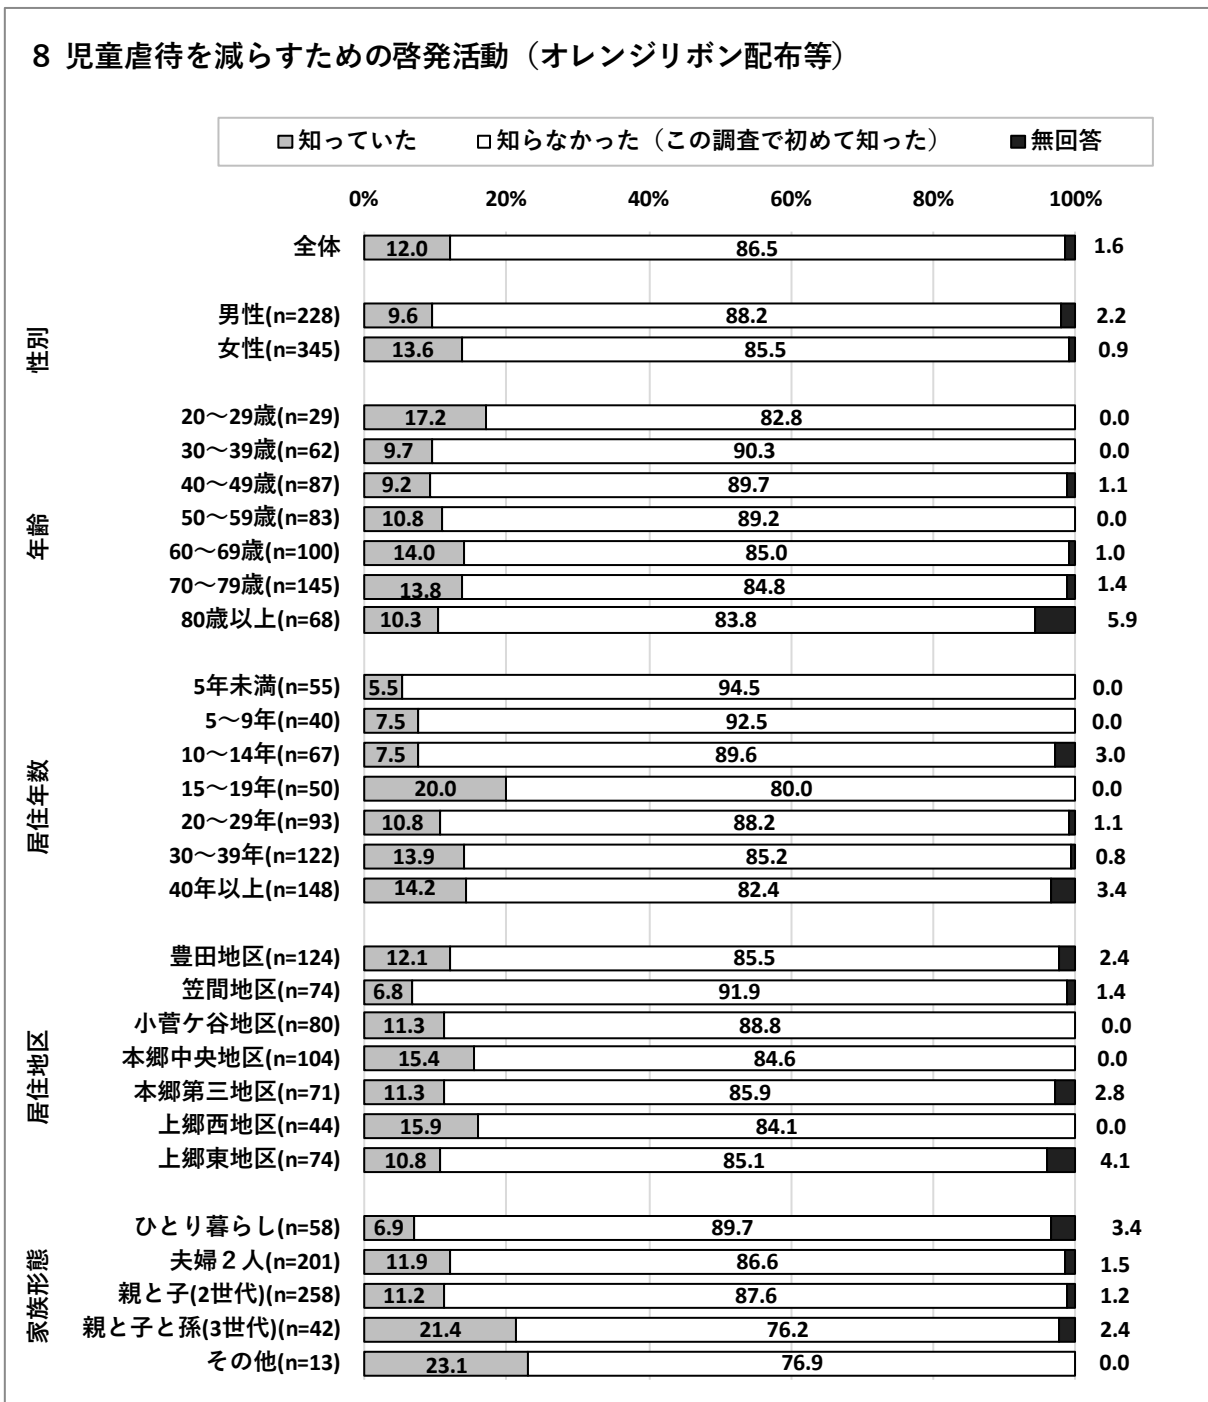 8 児童虐待を減らすための啓発活動（オレンジリボン配布等）
知っていた 知らなかった（この調査で初めて知った） 無回答
0% 20% 40% 60% 80% 100%
全体 12.0 86.5 1.6
性別
男性(n=228) 9.6 88.2 2.2
女性(n=345) 13.6 85.5 0.9
年齢
20～29歳(n=29) 17.2 82.8 0.0
30～39歳(n=62) 9.7 90.3 0.0
40～49歳(n=87) 9.2 89.7 1.1
50～59歳(n=83) 10.8 89.2 0.0
60～69歳(n=100) 14.0 85.0 1.0
70～79歳(n=145) 13.8 84.8 1.4
80歳以上(n=68) 10.3 83.8 5.9
居住年数
5年未満(n=55) 5.5 94.5 0.0
5～9年(n=40) 7.5 92.5 0.0
10～14年(n=67) 7.5 89.6 3.0
15～19年(n=50) 20.0 80.0 0.0
20～29年(n=93) 10.8 88.2 1.1
30～39年(n=122) 13.9 85.2 0.8
40年以上(n=148) 14.2 82.4 3.4
居住地区
豊田地区(n=124) 12.1 85.5 2.4
笠間地区(n=74) 6.8 91.9 1.4
小菅ケ谷地区(n=80) 11.3 88.8 0.0
本郷中央地区(n=104) 15.4 84.6 0.0
本郷第三地区(n=71) 11.3 85.9 2.8
上郷西地区(n=44) 15.9 84.1 0.0
上郷東地区(n=74) 10.8 85.1 4.1
家族形態
ひとり暮らし(n=58) 6.9 89.7 3.4
夫婦２人(n=201) 11.9 86.6 1.5
親と子(2世代)(n=258) 11.2 87.6 1.2
親と子と孫(3世代)(n=42) 21.4 76.2 2.4
その他(n=13) 23.1 76.9 0.0